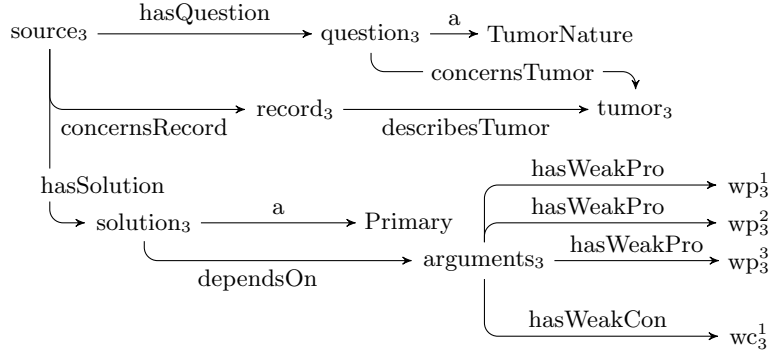 hasQuestion
source₃ question₃ a TumorNature
concernsTumor
record₃ tumor₃
concernsRecord describesTumor
hasWeakPro
hasSolution wp₃¹
a hasWeakPro
solution₃ Primary wp₃²
hasWeakPro
dependsOn arguments₃ wp₃³
hasWeakCon
wc₃¹